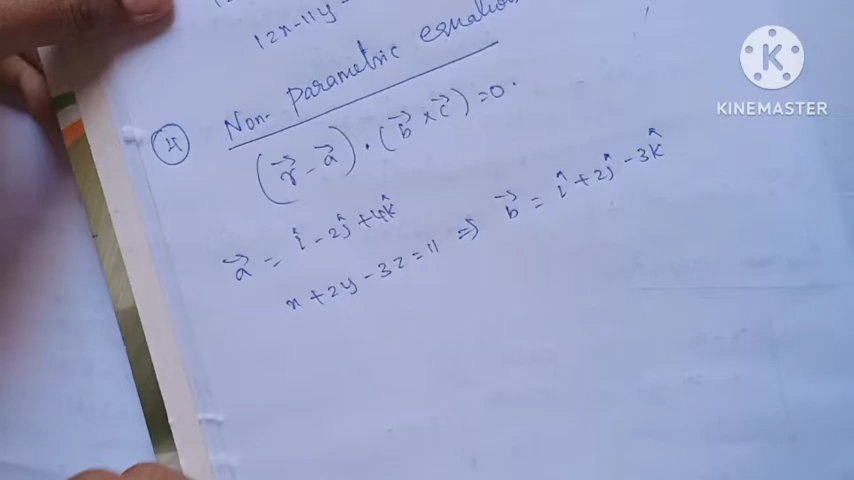 12x-11y-
Non-parametric equation
4
(r⃗ - a⃗) · (b⃗ × c⃗) = 0.
a⃗ = î - 2ĵ + 4k̂
x + 2y - 3z = 11 ⇒ b⃗ = î + 2ĵ - 3k̂
K
KINEMASTER